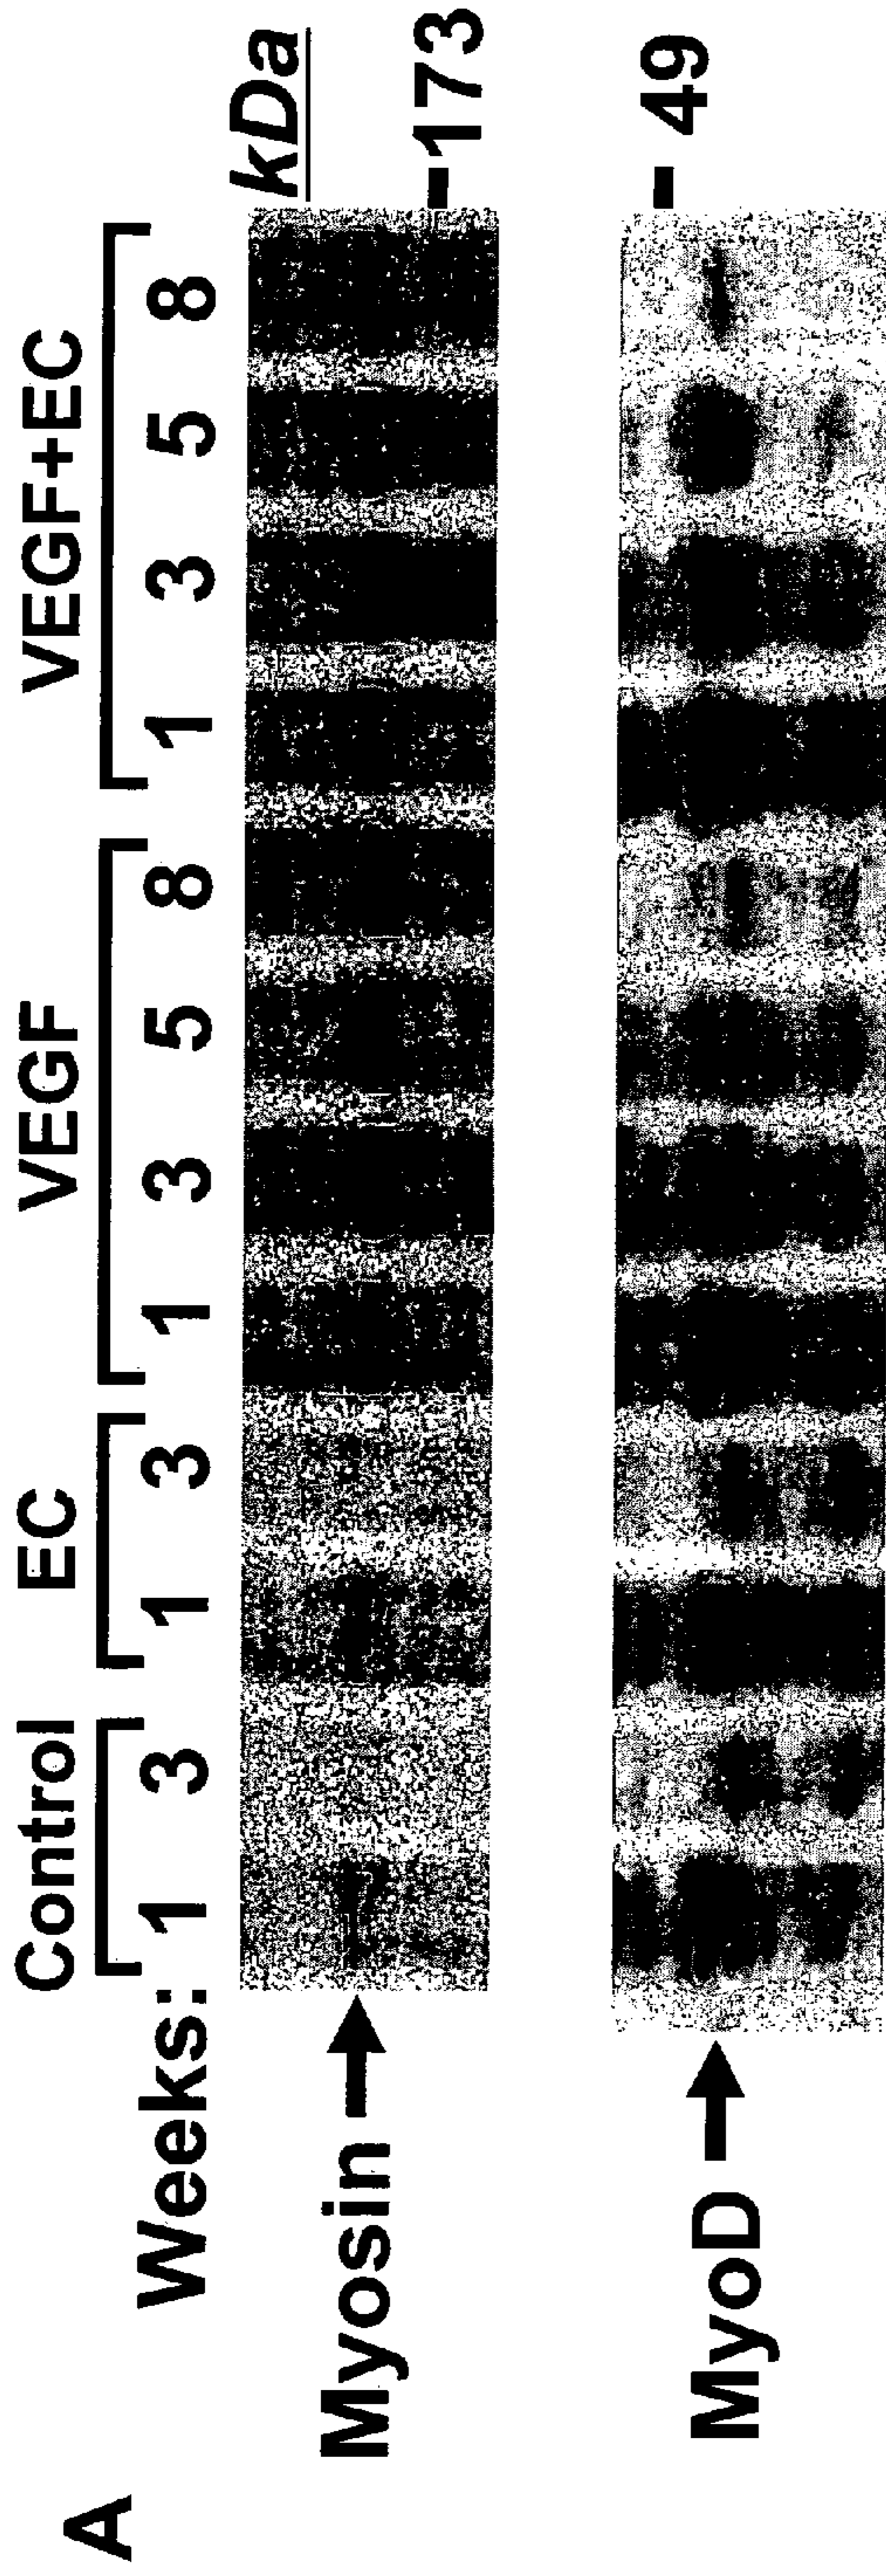 A
Control EC VEGF VEGF+EC
Weeks: 1 3 1 3 1 3 5 8 1 3 5 8 kDa
Myosin 173
MyoD 49